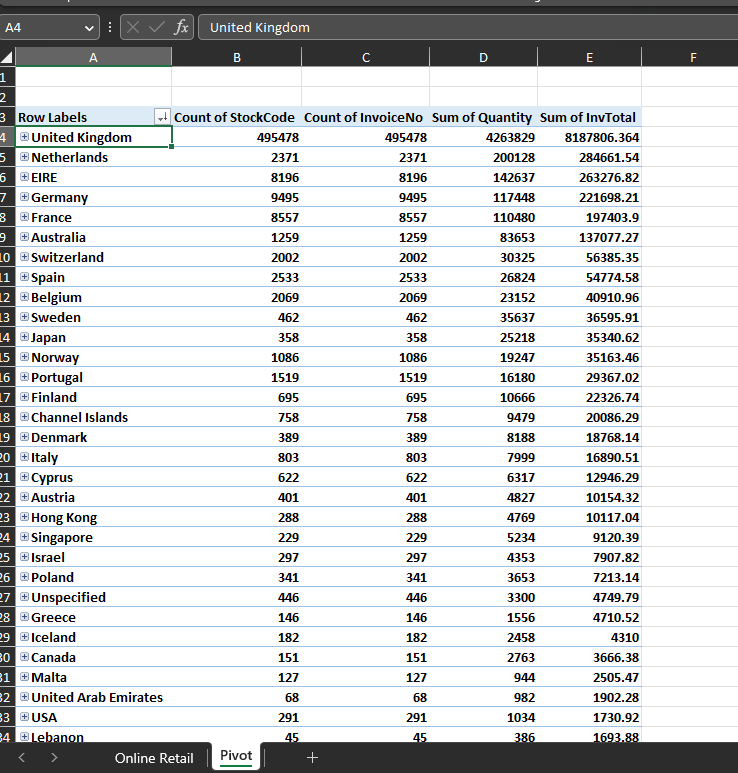 A4 fx United Kingdom
A B C D E F
1
2
3 Row Labels Count of StockCode Count of InvoiceNo Sum of Quantity Sum of InvTotal
4 United Kingdom 495478 495478 4263829 8187806.364
5 Netherlands 2371 2371 200128 284661.54
6 EIRE 8196 8196 142637 263276.82
7 Germany 9495 9495 117448 221698.21
8 France 8557 8557 110480 197403.9
9 Australia 1259 1259 83653 137077.27
10 Switzerland 2002 2002 30325 56385.35
11 Spain 2533 2533 26824 54774.58
12 Belgium 2069 2069 23152 40910.96
13 Sweden 462 462 35637 36595.91
14 Japan 358 358 25218 35340.62
15 Norway 1086 1086 19247 35163.46
16 Portugal 1519 1519 16180 29367.02
17 Finland 695 695 10666 22326.74
18 Channel Islands 758 758 9479 20086.29
19 Denmark 389 389 8188 18768.14
20 Italy 803 803 7999 16890.51
21 Cyprus 622 622 6317 12946.29
22 Austria 401 401 4827 10154.32
23 Hong Kong 288 288 4769 10117.04
24 Singapore 229 229 5234 9120.39
25 Israel 297 297 4353 7907.82
26 Poland 341 341 3653 7213.14
27 Unspecified 446 446 3300 4749.79
28 Greece 146 146 1556 4710.52
29 Iceland 182 182 2458 4310
30 Canada 151 151 2763 3666.38
31 Malta 127 127 944 2505.47
32 United Arab Emirates 68 68 982 1902.28
33 USA 291 291 1034 1730.92
34 Lebanon 45 45 386 1693.88
Online Retail Pivot